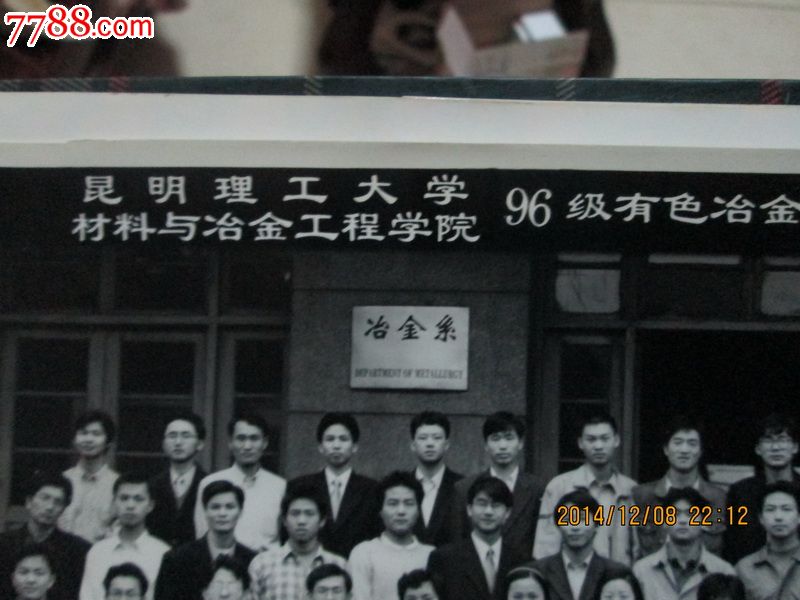 7788.com
昆明理工大学
材料与冶金工程学院
96级有色冶金
冶金系
DEPARTMENT OF METALLURGY
2014/12/08 22:12